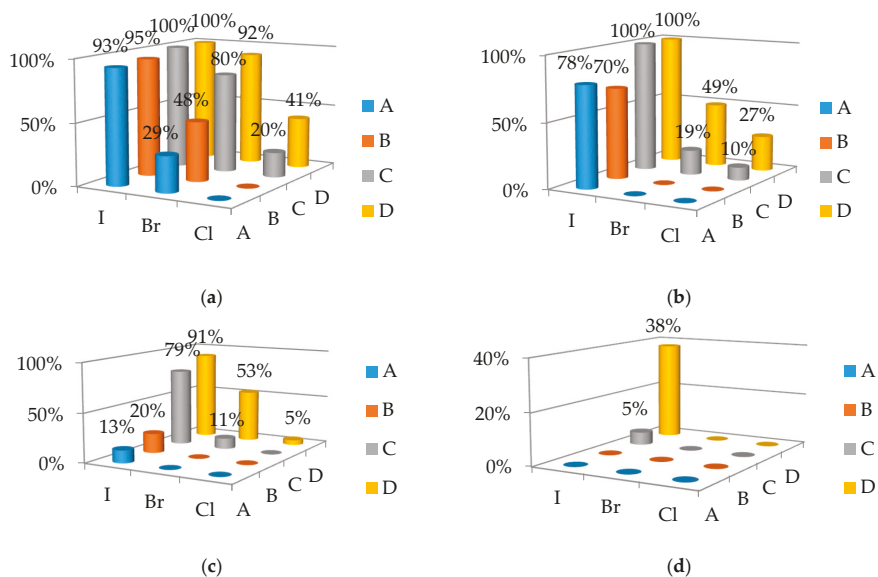 100% 100%
93% 95% 92%
100%
80%
48%
29% 41%
50%
20%
0%
I Br Cl
A B C D
A
B
C
D
(a)
100% 100%
100%
78% 70%
49%
50%
19% 27%
10%
0%
I Br Cl
A B C D
A
B
C
D
(b)
91%
100%
79%
53%
50%
13% 20%
11%
5%
0%
I Br Cl
A B C D
A
B
C
D
(c)
38%
40%
20%
5%
0%
I Br Cl
A B C D
A
B
C
D
(d)